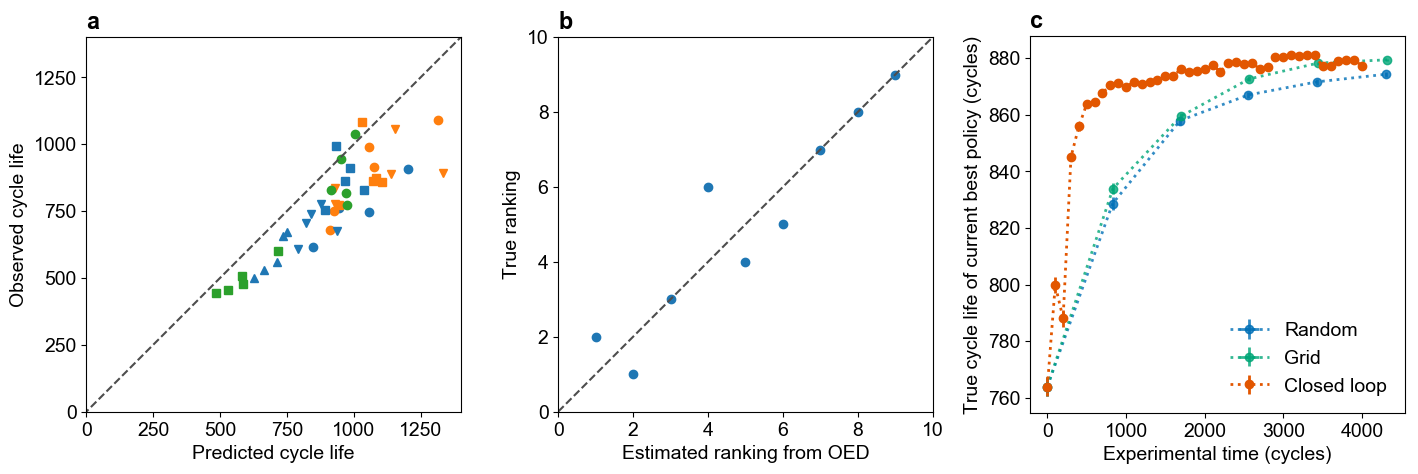 a
1250
1000
750
500
250
0
0 250 500 750 1000 1250
Observed cycle life
Predicted cycle life
b
10
8
6
4
2
0
0 2 4 6 8 10
True ranking
Estimated ranking from OED
c
880
860
840
820
800
780
760
0 1000 2000 3000 4000
True cycle life of current best policy (cycles)
Experimental time (cycles)
Random
Grid
Closed loop